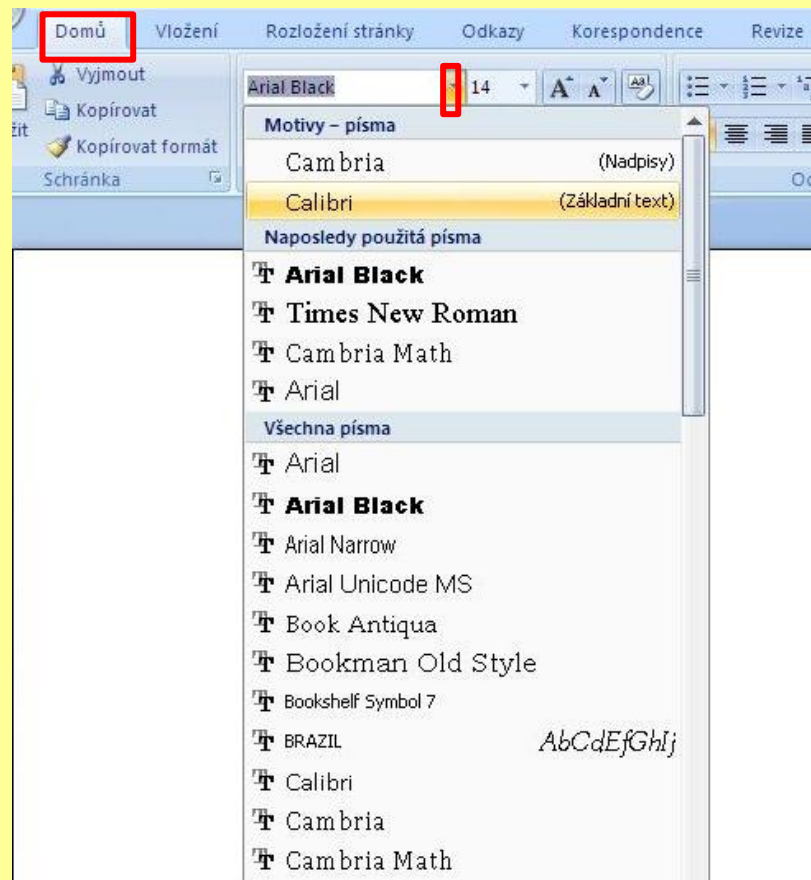 Domů Vložení Rozložení stránky Odkazy Korespondence Revize
Vyjmout
Kopírovat
Kopírovat formát
Schránka
Arial Black 14
Motivy – písma
Cambria (Nadpisy)
Calibri (Základní text)
Naposledy použitá písma
Arial Black
Times New Roman
Cambria Math
Arial
Všechna písma
Arial
Arial Black
Arial Narrow
Arial Unicode MS
Book Antiqua
Bookman Old Style
Bookshelf Symbol 7
BRAZIL AbCdEfGhIj
Calibri
Cambria
Cambria Math